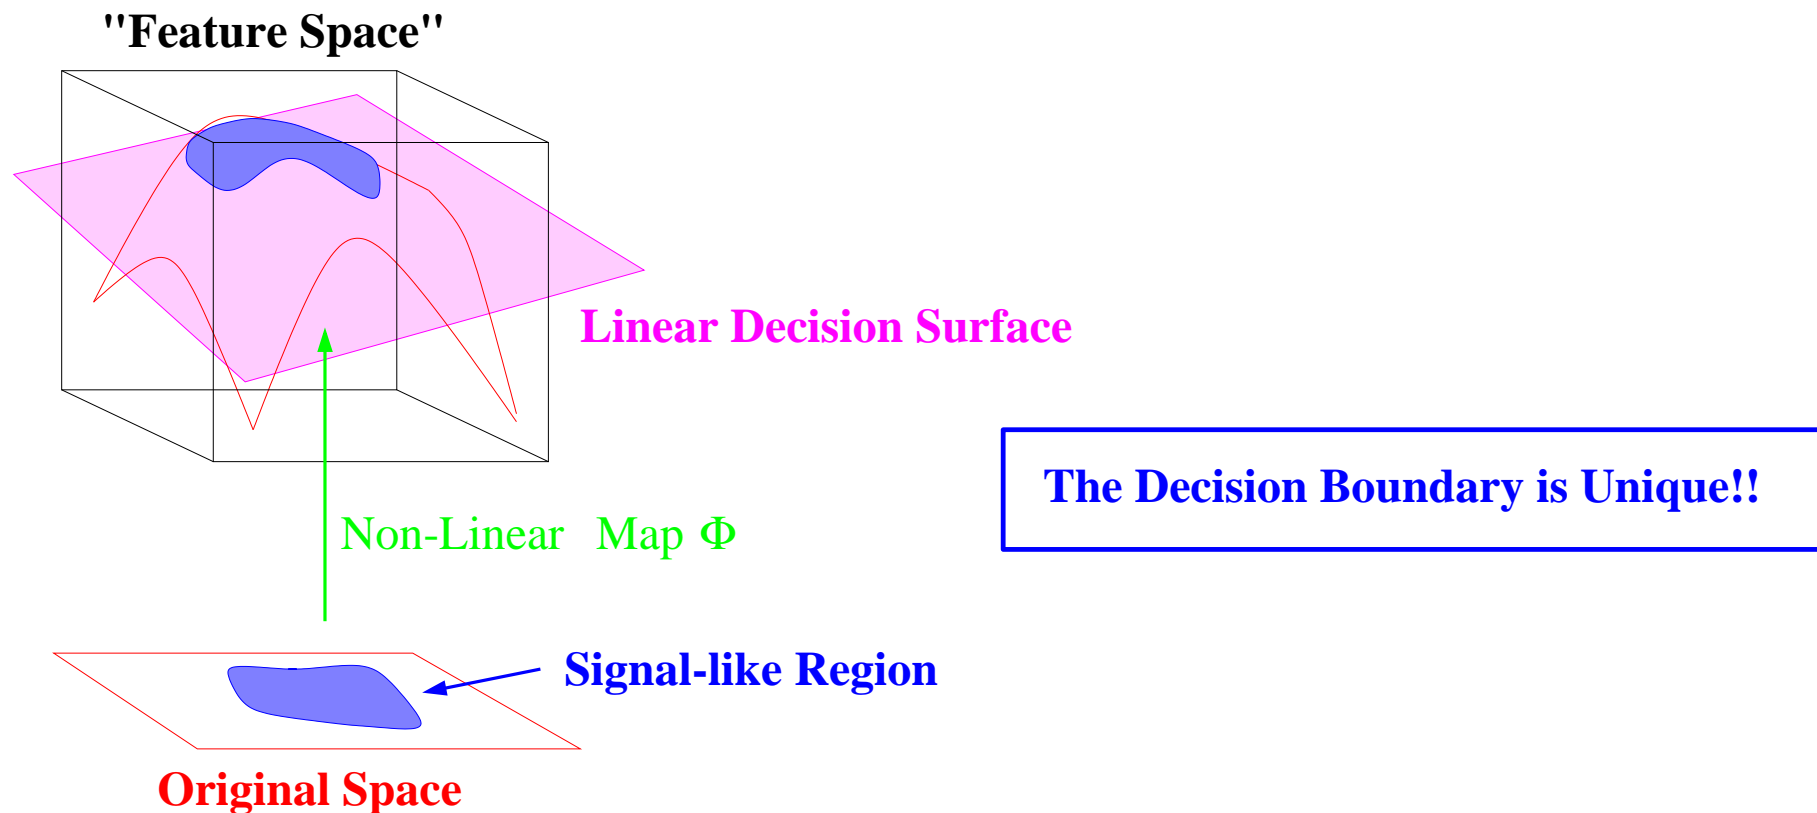 "Feature Space"
Linear Decision Surface
The Decision Boundary is Unique!!
Non-Linear Map Φ
Signal-like Region
Original Space